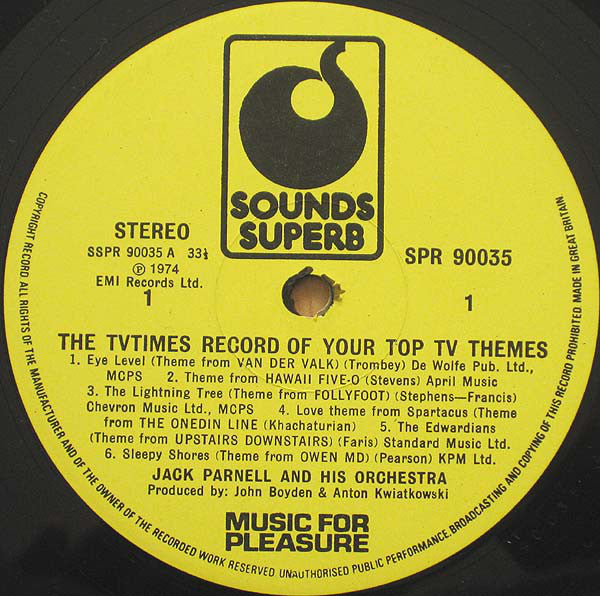 SOUNDS
SUPERB
STEREO
SSPR 90035 A 33⅓
℗ 1974
EMI Records Ltd.
1
SPR 90035
1
THE TVTIMES RECORD OF YOUR TOP TV THEMES
1. Eye Level (Theme from VAN DER VALK) (Trombey) De Wolfe Pub. Ltd.,
MCPS 2. Theme from HAWAII FIVE-O (Stevens) April Music
3. The Lightning Tree (Theme from FOLLYFOOT) (Stephens—Francis)
Chevron Music Ltd., MCPS 4. Love theme from Spartacus (Theme
from THE ONEDIN LINE (Khachaturian) 5. The Edwardians
(Theme from UPSTAIRS DOWNSTAIRS) (Faris) Standard Music Ltd.
6. Sleepy Shores (Theme from OWEN MD) (Pearson) KPM Ltd.
JACK PARNELL AND HIS ORCHESTRA
Produced by: John Boyden & Anton Kwiatkowski
MUSIC FOR
PLEASURE
COPYRIGHT RECORD. ALL RIGHTS OF THE MANUFACTURER AND OF THE OWNER OF THE RECORDED WORK RESERVED. UNAUTHORISED PUBLIC PERFORMANCE, BROADCASTING AND COPYING OF THIS RECORD PROHIBITED. MADE IN GREAT BRITAIN.